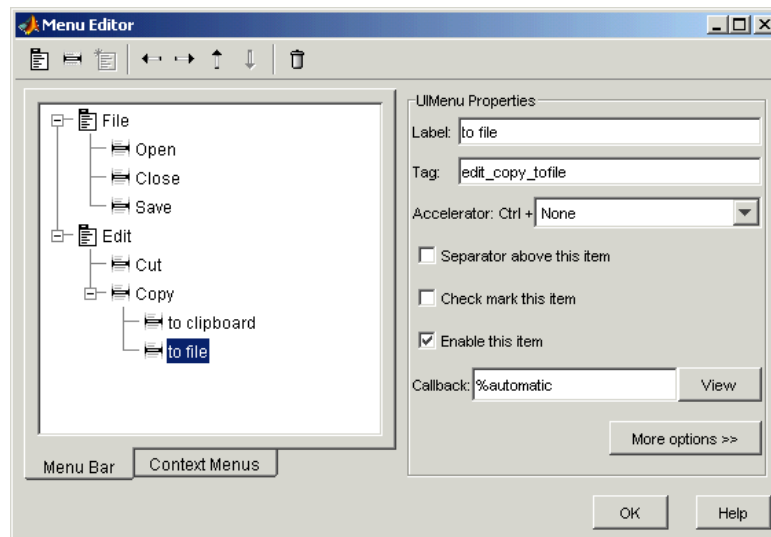 Menu Editor
File
Open
Close
Save
Edit
Cut
Copy
to clipboard
to file
Menu Bar
Context Menus
UIMenu Properties
Label: to file
Tag: edit_copy_tofile
Accelerator: Ctrl + None
Separator above this item
Check mark this item
Enable this item
Callback: %automatic View
More options >>
OK Help